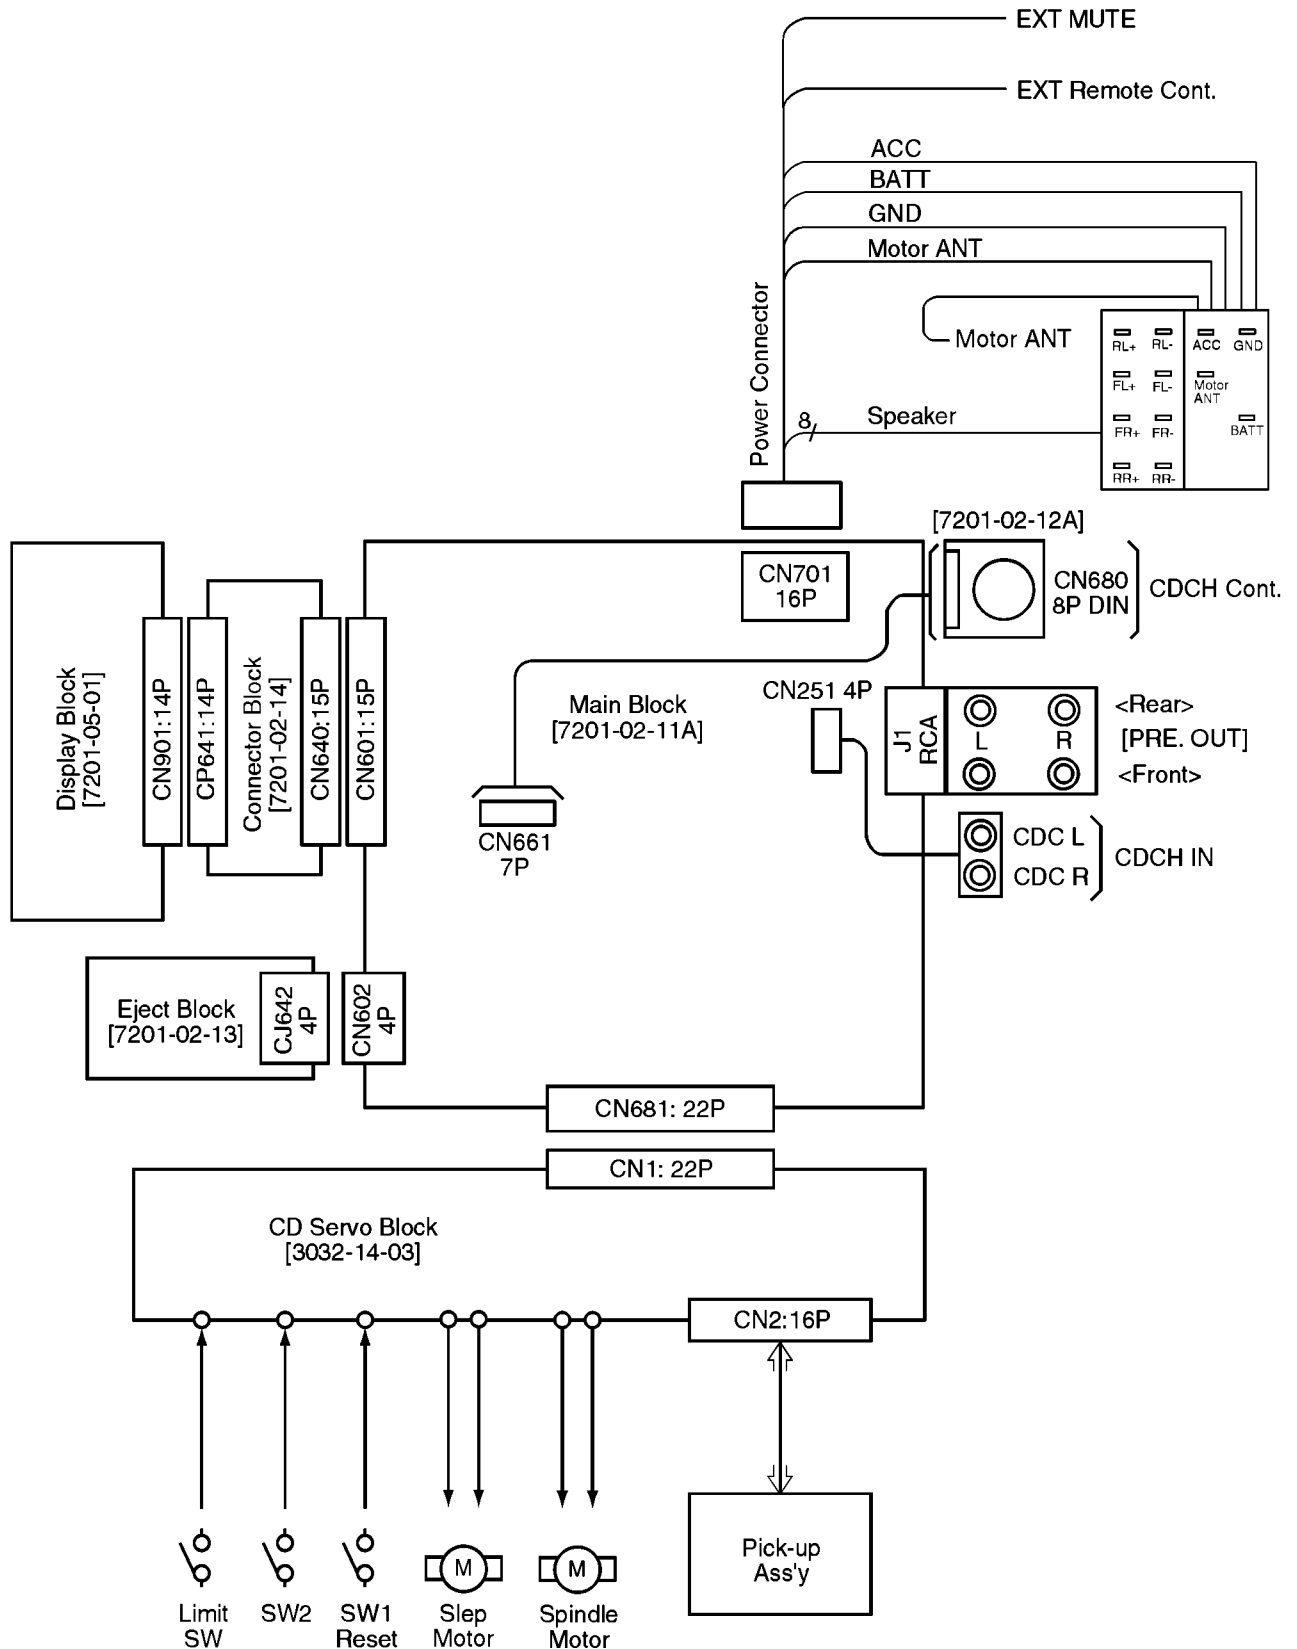 EXT MUTE
EXT Remote Cont.
ACC
BATT
GND
Motor ANT
Power Connector
Motor ANT
8
Speaker
RL+ RL- ACC GND
FL+ FL- Motor
ANT
FR+ FR- BATT
RR+ RR-
[7201-02-12A]
CN701
16P
CN680
8P DIN
CDCH Cont.
Display Block
[7201-05-01]
CN901:14P
CP641:14P
Connector Block
[7201-02-14]
CN640:15P
CN601:15P
Main Block
[7201-02-11A]
CN251 4P
J1
RCA
L R
<Rear>
[PRE. OUT]
<Front>
CN661
7P
CDC L
CDC R
CDCH IN
Eject Block
[7201-02-13]
CJ642
4P
CN602
4P
CN681: 22P
CN1: 22P
CD Servo Block
[3032-14-03]
CN2:16P
Pick-up
Ass'y
M M
Limit
SW
SW2
SW1
Reset
Slep
Motor
Spindle
Motor